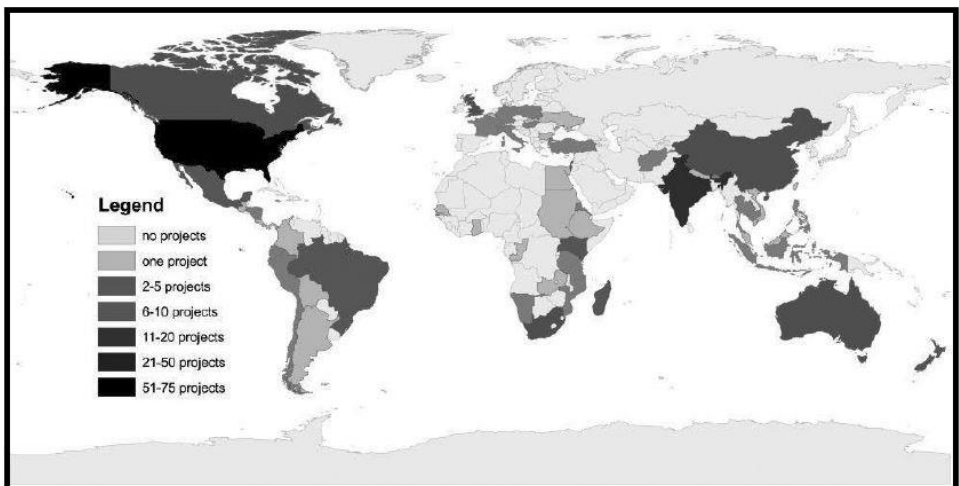 Legend
no projects
one project
2-5 projects
6-10 projects
11-20 projects
21-50 projects
51-75 projects